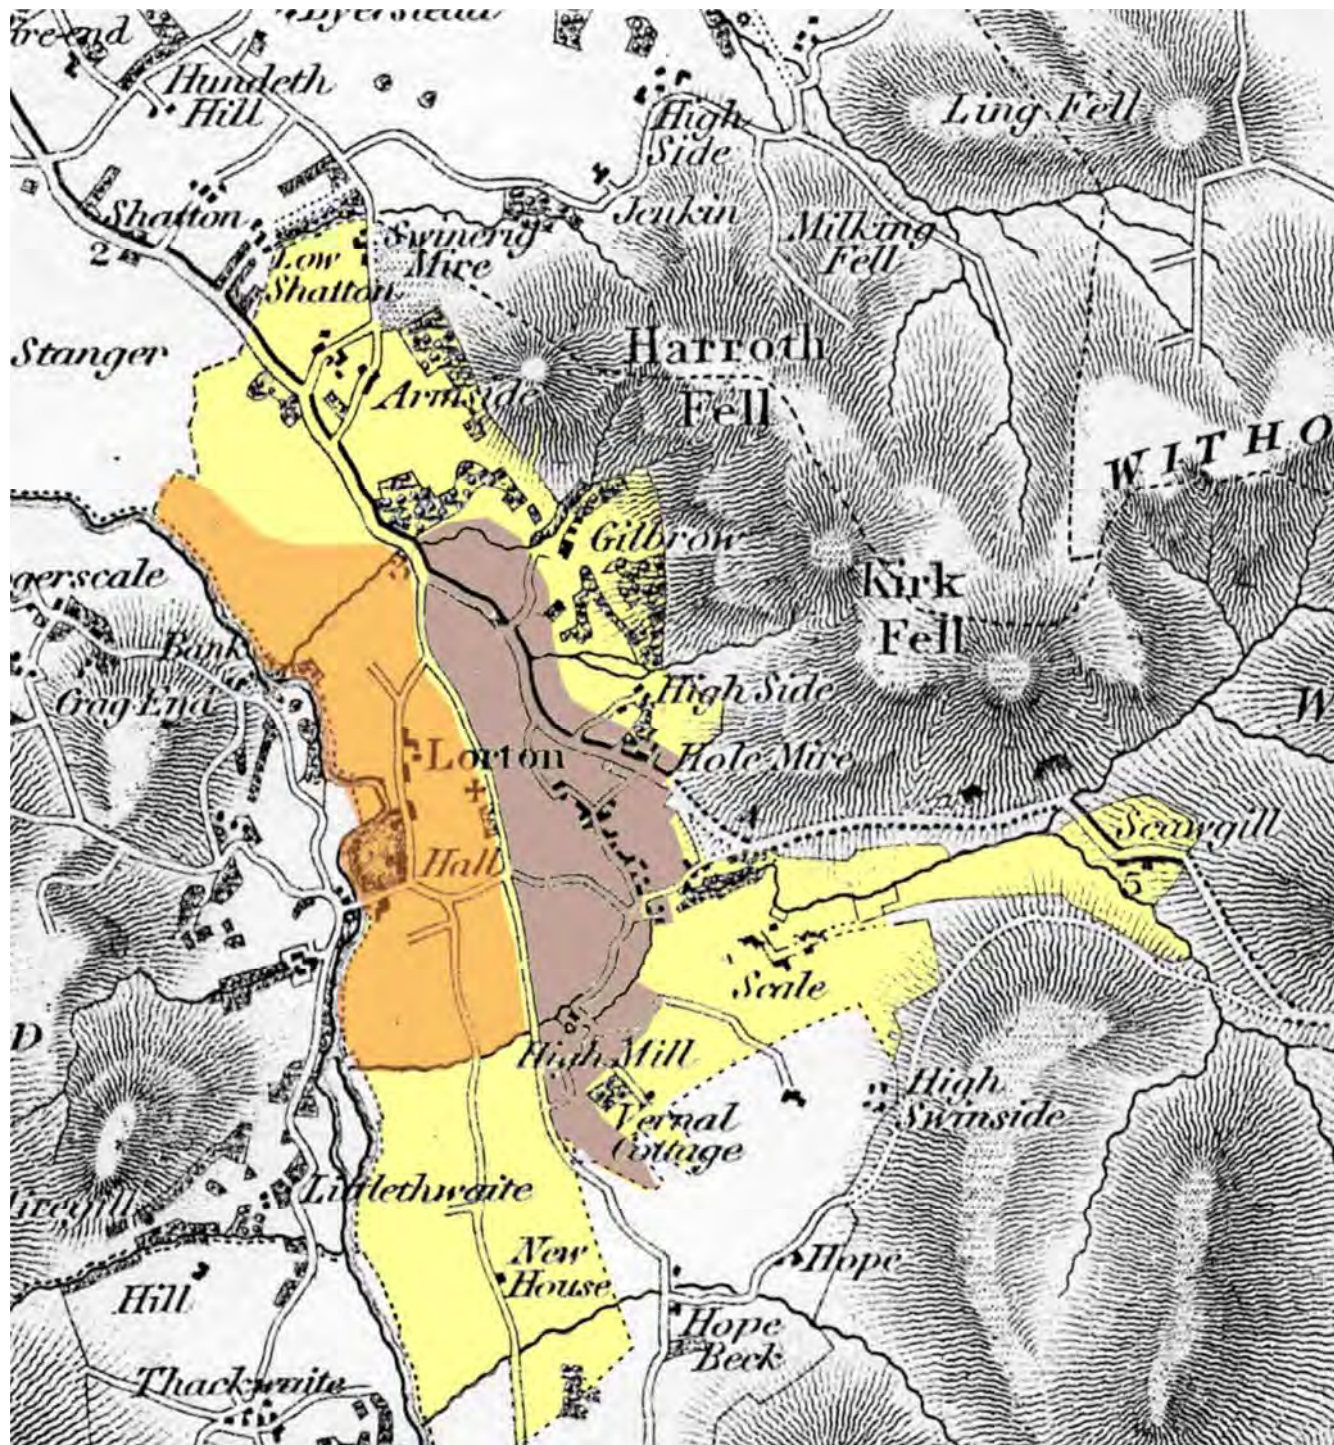 Hundeth
Hill
High
Side
Ling Fell
Shatton
2
Jenkin
Swinerig
Mire
Milking
Fell
Low
Shatton
Stanger
Harroth
Fell
Armside
WITHO
Gilbrow
Kirk
Fell
gerscale
Bank
Crag End
High Side
W
Lorton
Hole Mire
4
Hall
Scawgill
5
Scale
D
High Mill
High
Swinside
Vernal
Cottage
Littlethwaite
New
House
Hope
Hill
Hope
Beck
Thackwaite